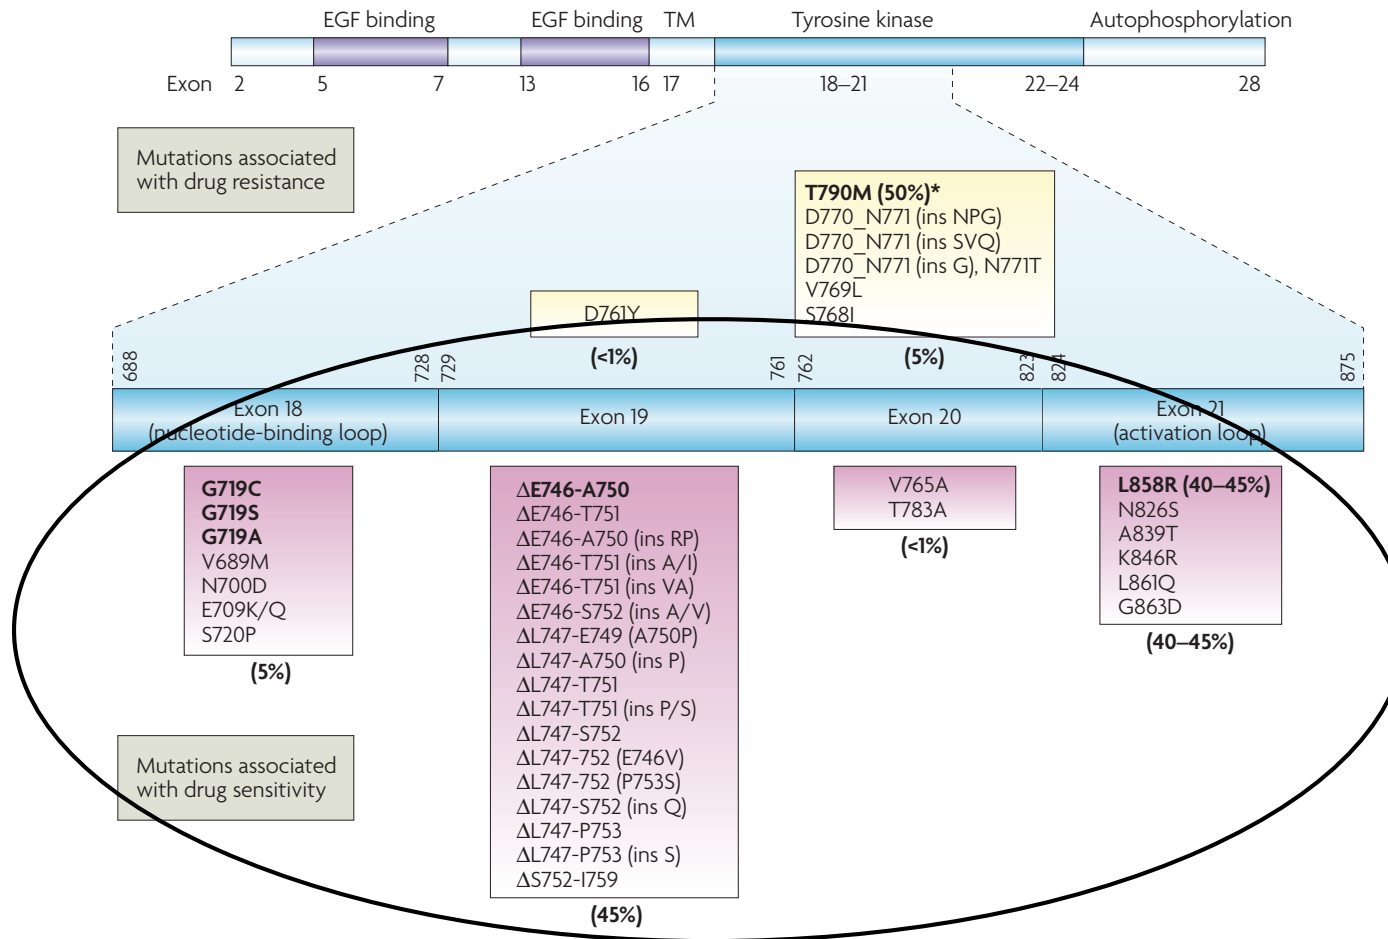 EGF binding EGF binding TM Tyrosine kinase Autophosphorylation
Exon 2 5 7 13 16 17 18–21 22–24 28
Mutations associated
with drug resistance
T790M (50%)*
D770_N771 (ins NPG)
D770_N771 (ins SVQ)
D770_N771 (ins G), N771T
V769L
S768I
(5%)
D761Y
(<1%)
688 728 729 761 762 823 824 875
Exon 18
(nucleotide-binding loop)
Exon 19
Exon 20
Exon 21
(activation loop)
G719C
G719S
G719A
V689M
N700D
E709K/Q
S720P
(5%)
ΔE746-A750
ΔE746-T751
ΔE746-A750 (ins RP)
ΔE746-T751 (ins A/I)
ΔE746-T751 (ins VA)
ΔE746-S752 (ins A/V)
ΔL747-E749 (A750P)
ΔL747-A750 (ins P)
ΔL747-T751
ΔL747-T751 (ins P/S)
ΔL747-S752
ΔL747-752 (E746V)
ΔL747-752 (P753S)
ΔL747-S752 (ins Q)
ΔL747-P753
ΔL747-P753 (ins S)
ΔS752-I759
(45%)
V765A
T783A
(<1%)
L858R (40–45%)
N826S
A839T
K846R
L861Q
G863D
(40–45%)
Mutations associated
with drug sensitivity